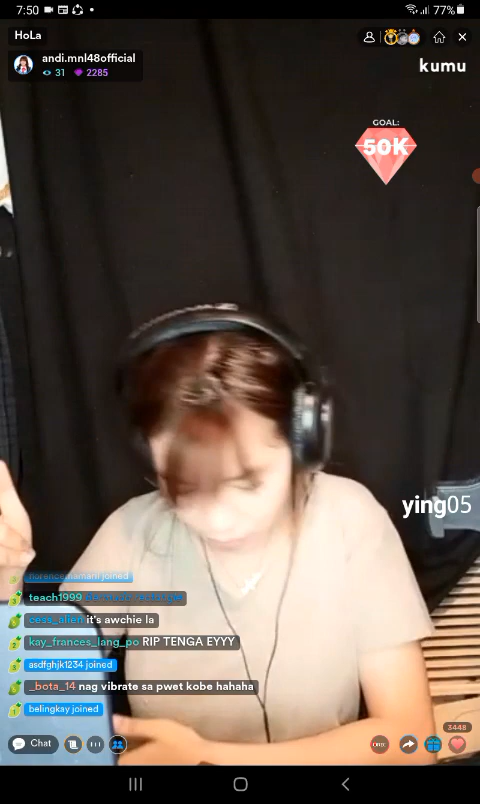 7:50
77%
HoLa
andi.mnl48official
31 2285
kumu
GOAL:
50K
ying05
joined
teach1999
cess_alien it's awchie la
kay_frances_lang_po RIP TENGA EYYY
asdfghjk1234 joined
_bota_14 nag vibrate sa pwet kobe hahaha
belingkay joined
3448
Chat